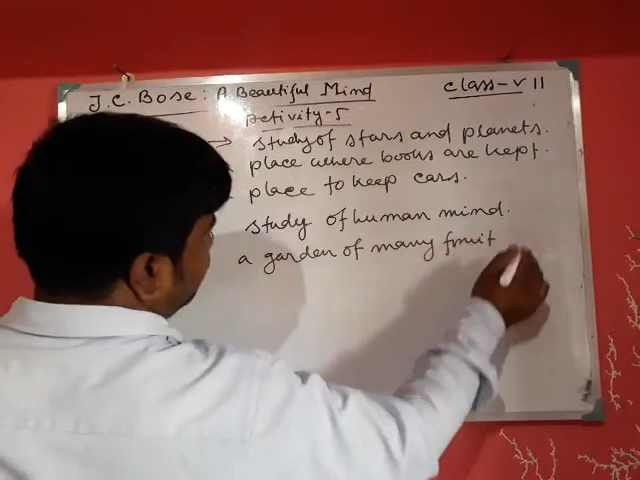 J.C. Bose: A Beautiful Mind
Class-VII
Activity-5
→ study of stars and planets.
place where books are kept.
place to keep cars.
study of human mind.
a garden of many fruit